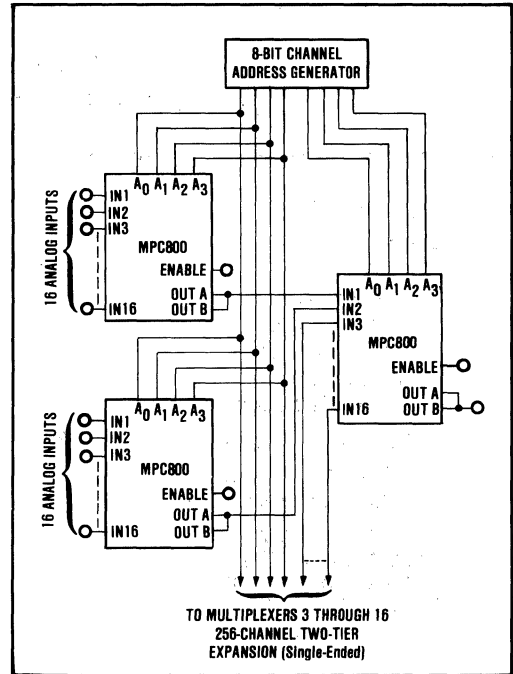 8-BIT CHANNEL
ADDRESS GENERATOR
A0 A1 A2 A3
IN1
IN2
IN3
MPC800
ENABLE
OUT A
OUT B
IN16
16 ANALOG INPUTS
A0 A1 A2 A3
IN1
IN2
IN3
MPC800
ENABLE
OUT A
OUT B
IN16
A0 A1 A2 A3
IN1
IN2
IN3
MPC800
ENABLE
OUT A
OUT B
IN16
16 ANALOG INPUTS
TO MULTIPLEXERS 3 THROUGH 16
256-CHANNEL TWO-TIER
EXPANSION (Single-Ended)